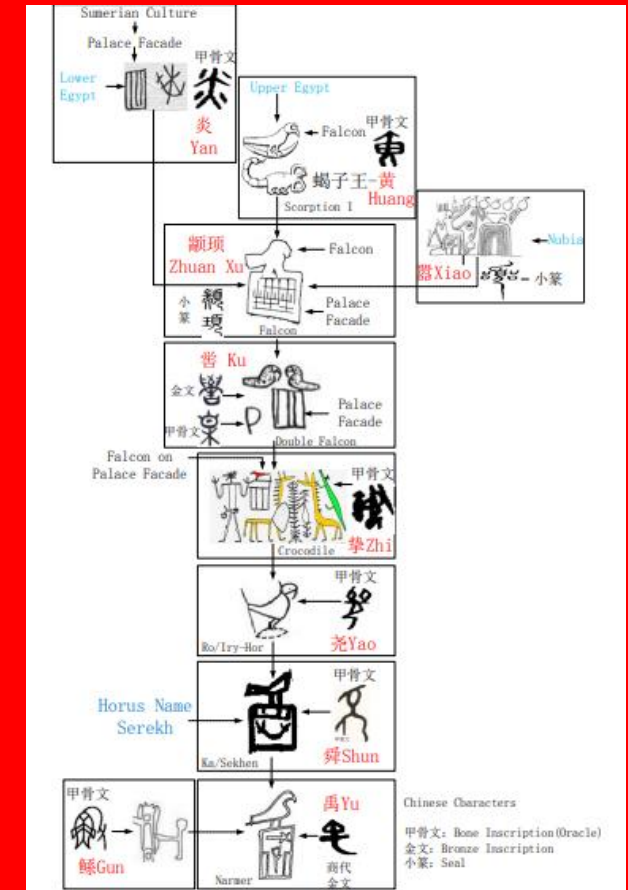 Sumerian Culture
Palace Facade
甲骨文
Lower
Egypt
炎
Yan
Upper Egypt
Falcon
甲骨文
蝎子王-黄
Huang
Scorption I
Nubia
嚣Xiao
小篆
颛顼
Zhuan Xu
Falcon
小
篆
Palace
Facade
Falcon
喾 Ku
金文
甲骨文
Palace
Facade
Double Falcon
Falcon on
Palace Facade
甲骨文
挚Zhi
Crocodile
甲骨文
尧Yao
Ro/Iry-Hor
甲骨文
Horus Name
Serekh
舜Shun
Ka/Sekhen
甲骨文
鲧Gun
禹Yu
商代
金文
Narmer
Chinese Characters
甲骨文: Bone Inscription(Oracle)
金文: Bronze Inscription
小篆: Seal